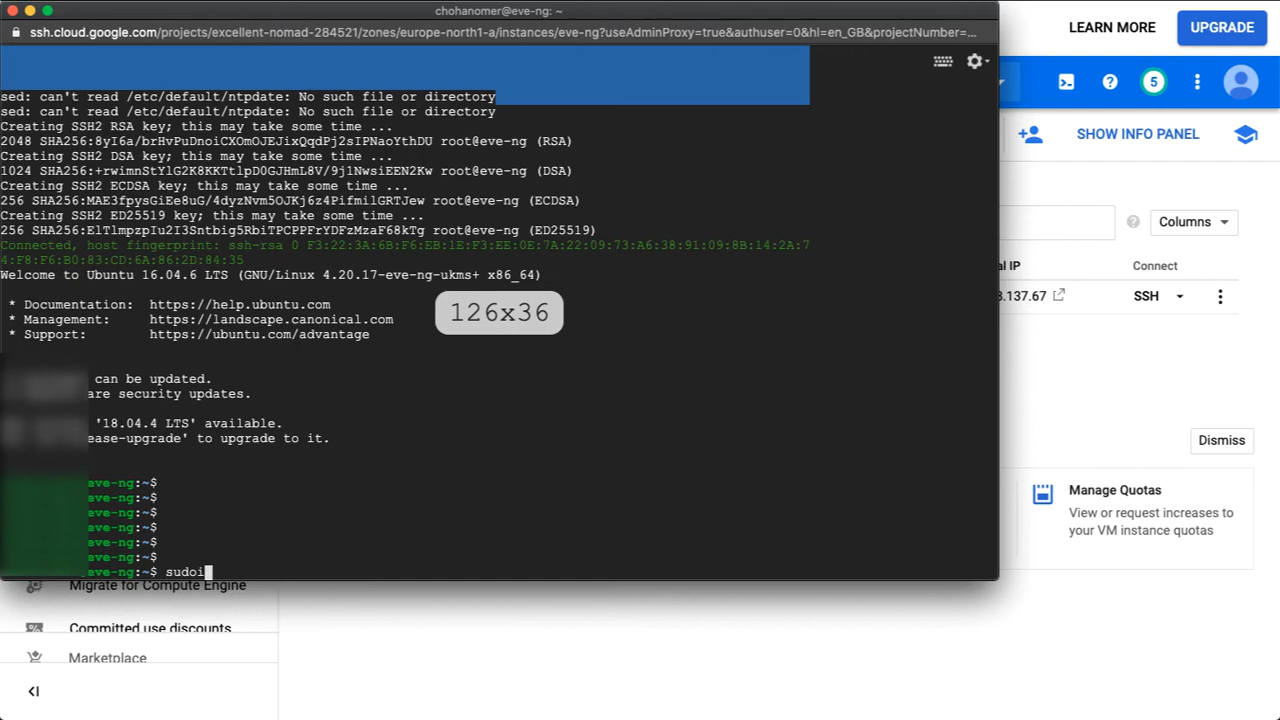 chohanomer@eve-ng: ~
ssh.cloud.google.com/projects/excellent-nomad-284521/zones/europe-north1-a/instances/eve-ng?useAdminProxy=true&authuser=0&hl=en_GB&projectNumber=...
LEARN MORE
UPGRADE
5
SHOW INFO PANEL
sed: can't read /etc/default/ntpdate: No such file or directory
sed: can't read /etc/default/ntpdate: No such file or directory
Creating SSH2 RSA key; this may take some time ...
2048 SHA256:8yI6a/brHvPuDnoiCXOmOJEJixQqdPj2sIPNaoYthDU root@eve-ng (RSA)
Creating SSH2 DSA key; this may take some time ...
1024 SHA256:+rwimnStYlG2K8KKTtlpD0GJHmL8V/9j1NwsiEEN2Kw root@eve-ng (DSA)
Creating SSH2 ECDSA key; this may take some time ...
256 SHA256:MAE3fpysGiEe8uG/4dyzNvm5OJKj6z4PifmilGRTJew root@eve-ng (ECDSA)
Creating SSH2 ED25519 key; this may take some time ...
256 SHA256:ElTlmpzpIu2I3Sntbig5RbiTPCPPFrYDFzMzaF68kTg root@eve-ng (ED25519)
Connected, host fingerprint: ssh-rsa 0 F3:22:3A:6B:F6:EB:1E:F3:EE:0E:7A:22:09:73:A6:38:91:09:8B:14:2A:7
4:F8:F6:B0:83:CD:6A:86:2D:84:35
Welcome to Ubuntu 16.04.6 LTS (GNU/Linux 4.20.17-eve-ng-ukms+ x86_64)
* Documentation: https://help.ubuntu.com
* Management: https://landscape.canonical.com
* Support: https://ubuntu.com/advantage
126x36
can be updated.
are security updates.
'18.04.4 LTS' available.
ease-upgrade' to upgrade to it.
eve-ng:~$
eve-ng:~$
eve-ng:~$
eve-ng:~$
eve-ng:~$
eve-ng:~$
eve-ng:~$ sudoi
Columns
al IP
Connect
3.137.67
SSH
Dismiss
Manage Quotas
View or request increases to
your VM instance quotas
Migrate for Compute Engine
Committed use discounts
Marketplace